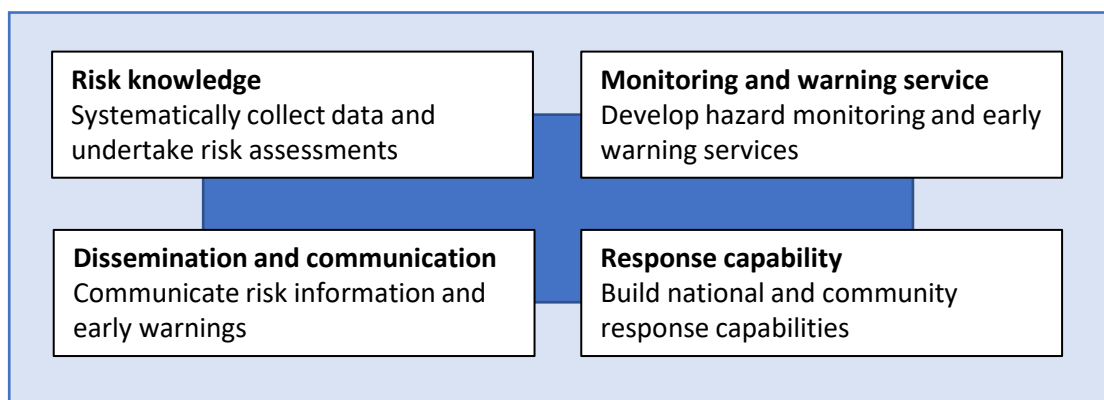 Risk knowledge
Systematically collect data and
undertake risk assessments
Monitoring and warning service
Develop hazard monitoring and early
warning services
Dissemination and communication
Communicate risk information and
early warnings
Response capability
Build national and community
response capabilities